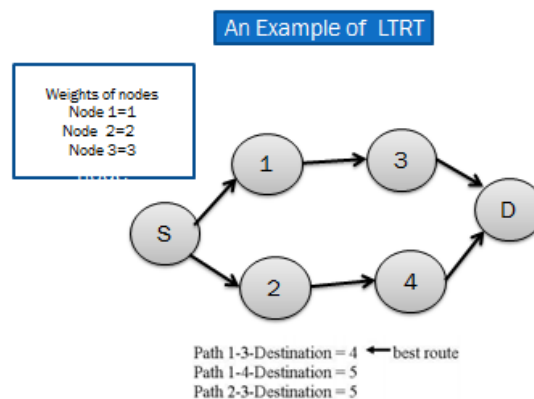 An Example of LTRT
Weights of nodes
Node 1=1
Node 2=2
Node 3=3
1
3
S
D
2
4
Path 1-3-Destination = 4 best route
Path 1-4-Destination = 5
Path 2-3-Destination = 5